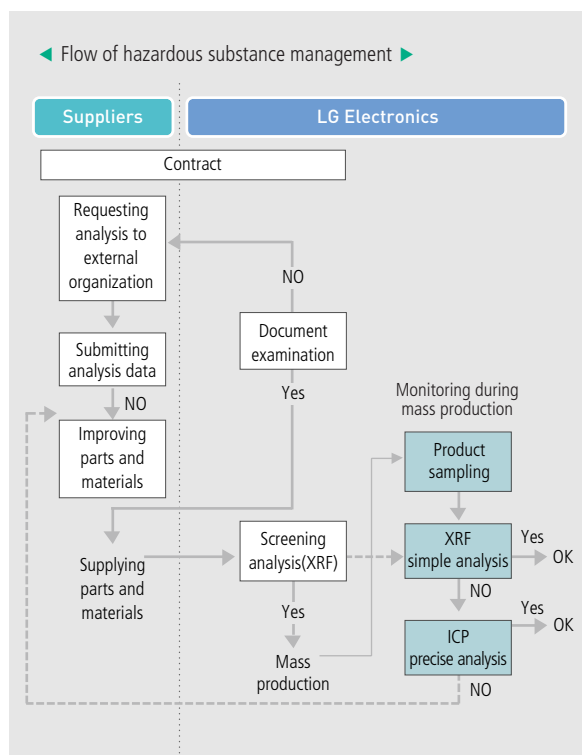 ◄ Flow of hazardous substance management ►
Suppliers
LG Electronics
Contract
Requesting
analysis to
external
organization
NO
Document
examination
Submitting
analysis data
Yes
NO
Monitoring during
mass production
Improving
parts and
materials
Product
sampling
Supplying
parts and
materials
Screening
analysis(XRF)
XRF
simple analysis
Yes
OK
Yes
NO
Mass
production
ICP
precise analysis
Yes
OK
NO